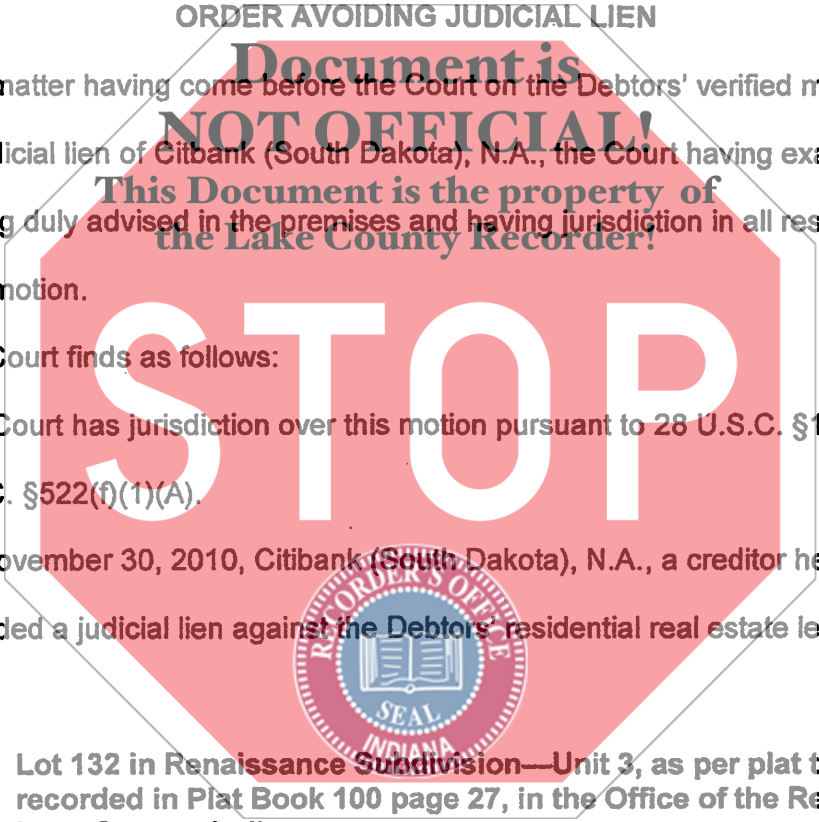 ORDER AVOIDING JUDICIAL LIEN
Document is
matter having come before the Court on the Debtors' verified m
NOT OFFICIAL!
licial lien of Citbank (South Dakota), N.A., the Court having exa
This Document is the property of
g duly advised in the premises and having jurisdiction in all res
the Lake County Recorder!
motion.
Court finds as follows:
STOP
Court has jurisdiction over this motion pursuant to 28 U.S.C. §1
C. §522(f)(1)(A).
ovember 30, 2010, Citibank (South Dakota), N.A., a creditor he
ded a judicial lien against the Debtors' residential real estate le
RECORDER'S OFFICE
SEAL
INDIANA
Lot 132 in Renaissance Subdivision—Unit 3, as per plat t
recorded in Plat Book 100 page 27, in the Office of the Re